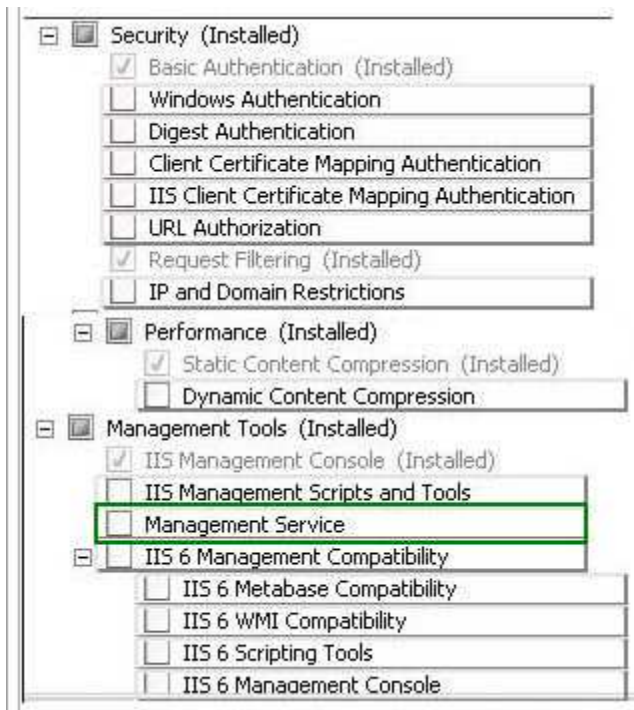 Security (Installed)
Basic Authentication (Installed)
Windows Authentication
Digest Authentication
Client Certificate Mapping Authentication
IIS Client Certificate Mapping Authentication
URL Authorization
Request Filtering (Installed)
IP and Domain Restrictions
Performance (Installed)
Static Content Compression (Installed)
Dynamic Content Compression
Management Tools (Installed)
IIS Management Console (Installed)
IIS Management Scripts and Tools
Management Service
IIS 6 Management Compatibility
IIS 6 Metabase Compatibility
IIS 6 WMI Compatibility
IIS 6 Scripting Tools
IIS 6 Management Console